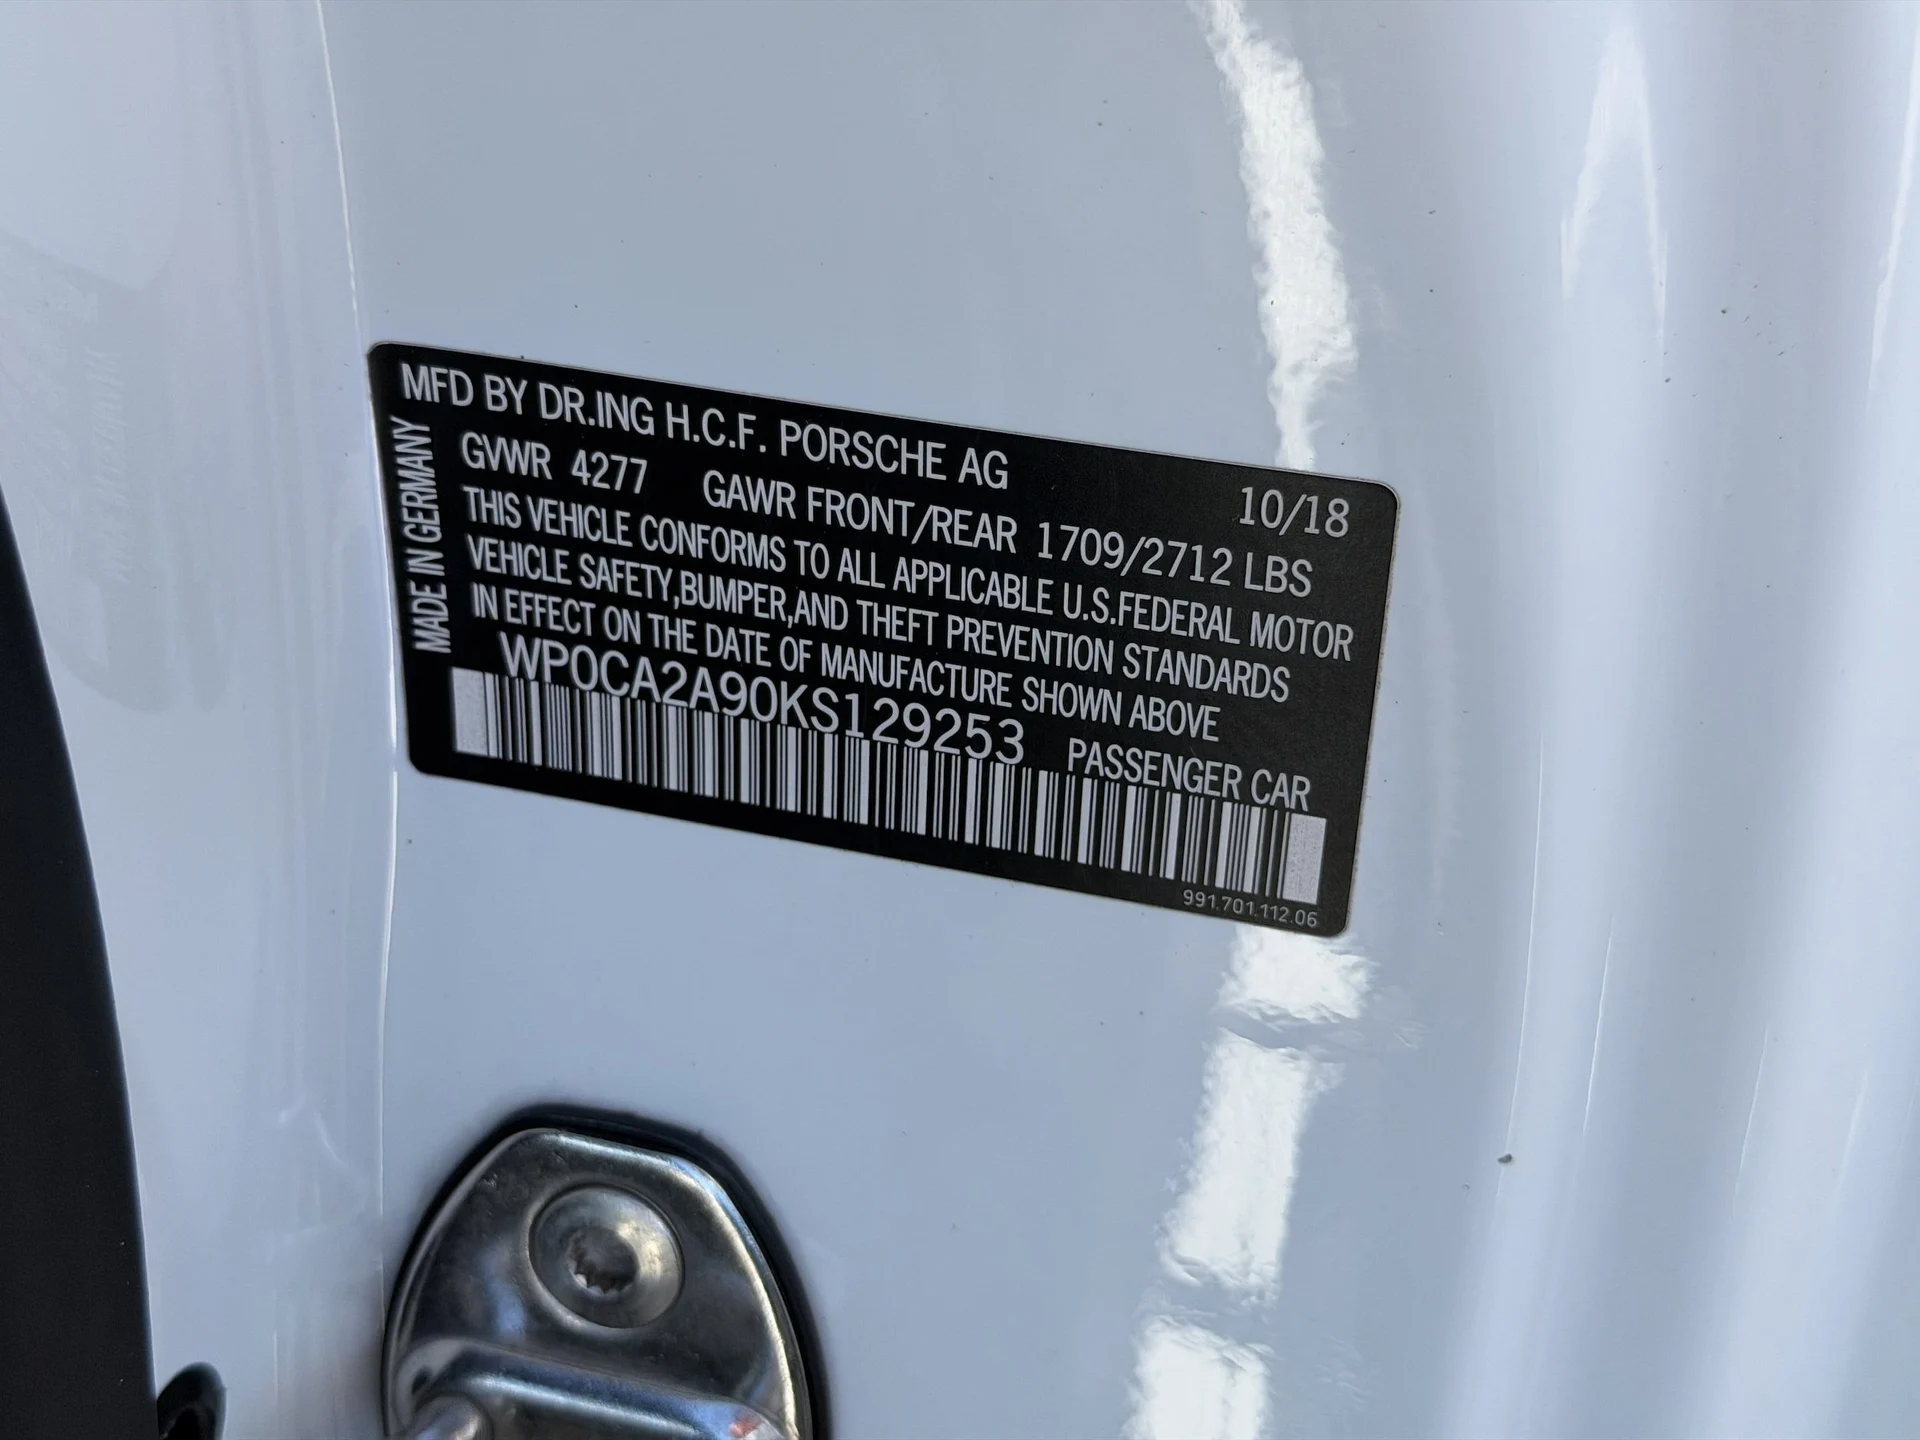 MFD BY DR.ING H.C.F. PORSCHE AG
10/18
GVWR 4277 GAWR FRONT/REAR 1709/2712 LBS
THIS VEHICLE CONFORMS TO ALL APPLICABLE U.S.FEDERAL MOTOR
VEHICLE SAFETY,BUMPER,AND THEFT PREVENTION STANDARDS
IN EFFECT ON THE DATE OF MANUFACTURE SHOWN ABOVE
WP0CA2A90KS129253
PASSENGER CAR
991.701.112.06
MADE IN GERMANY